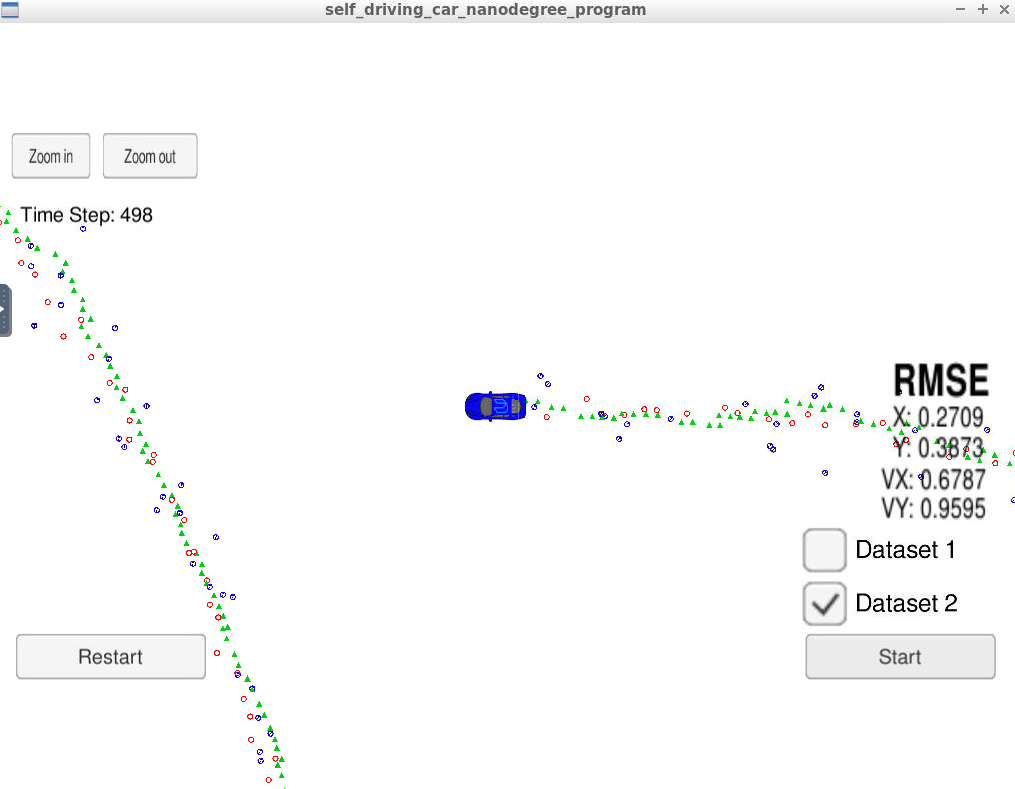 self_driving_car_nanodegree_program
Zoom in
Zoom out
Time Step: 498
RMSE
X: 0.2709
Y: 0.3873
VX: 0.6787
VY: 0.9595
Dataset 1
Dataset 2
Restart
Start